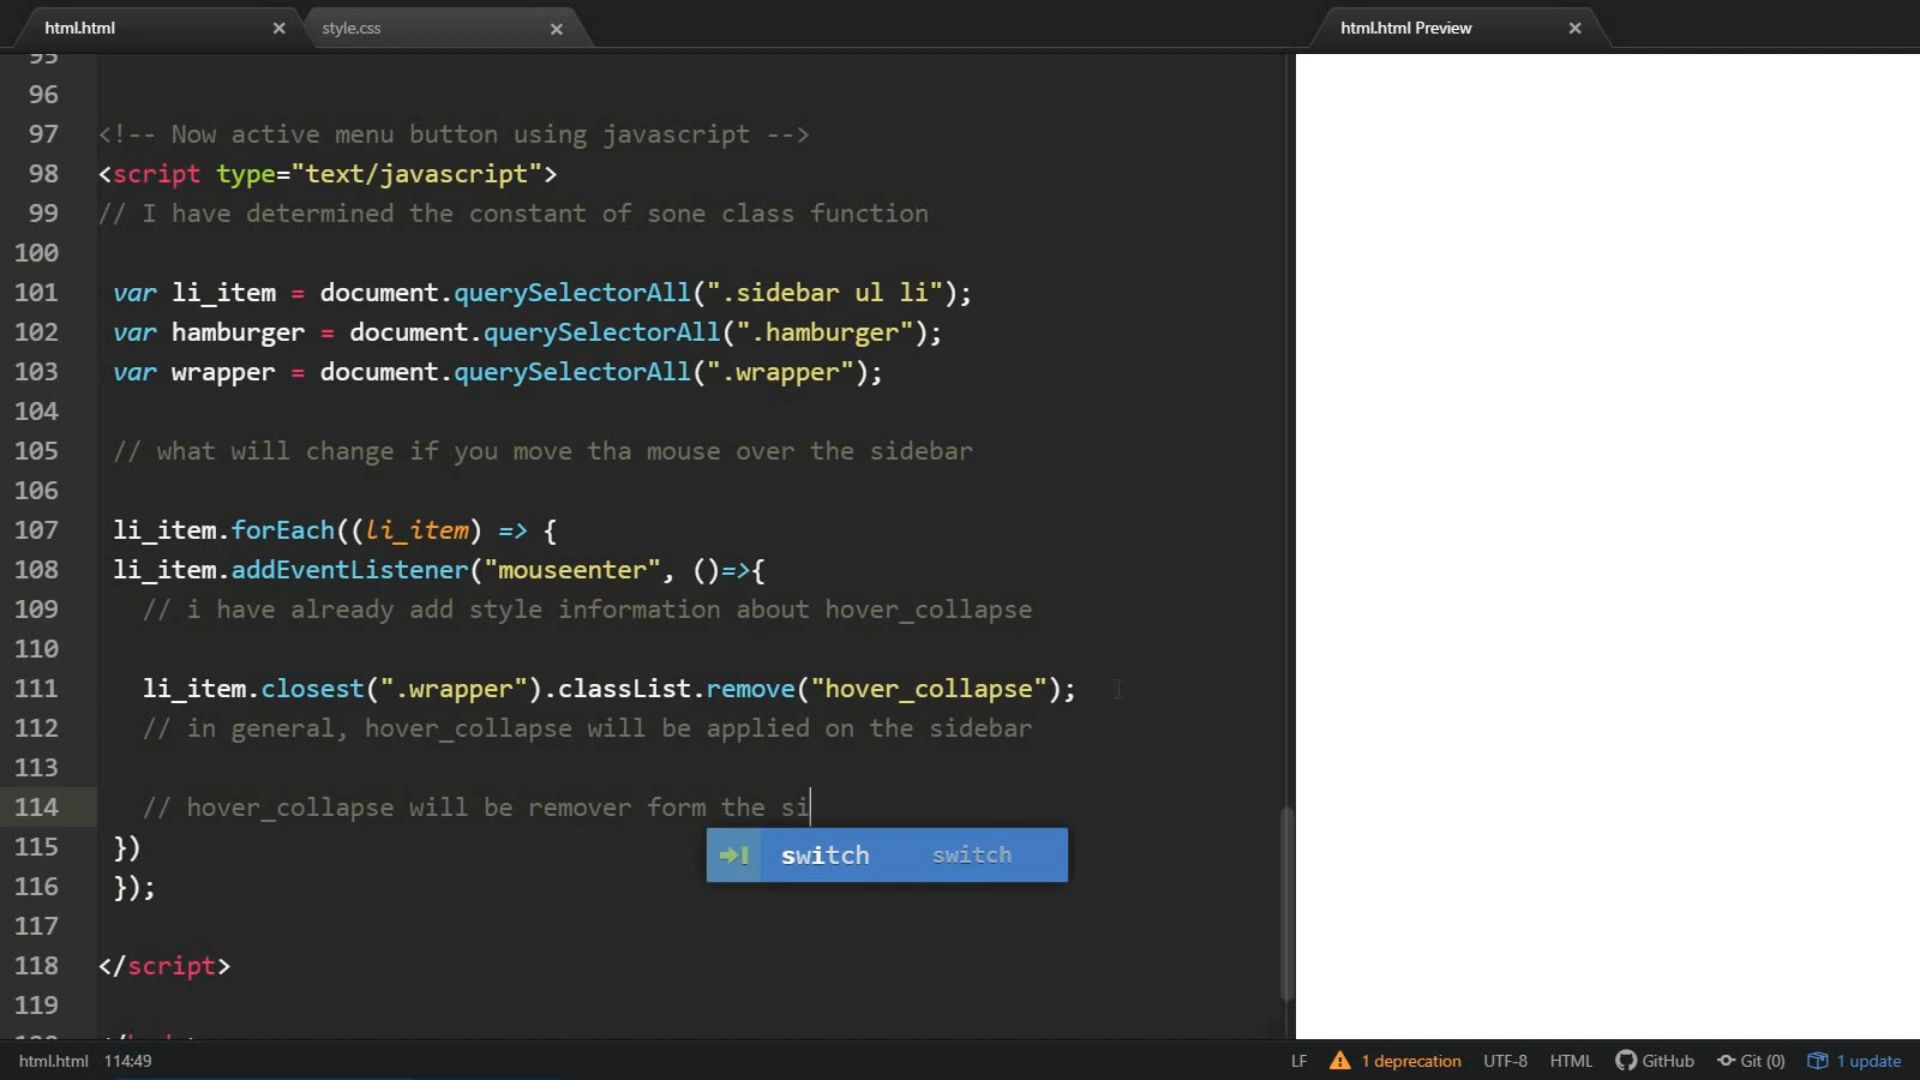 html.html
style.css
html.html Preview
95
96
97 <!-- Now active menu button using javascript -->
98 <script type="text/javascript">
99 // I have determined the constant of sone class function
100
101 var li_item = document.querySelectorAll(".sidebar ul li");
102 var hamburger = document.querySelectorAll(".hamburger");
103 var wrapper = document.querySelectorAll(".wrapper");
104
105 // what will change if you move tha mouse over the sidebar
106
107 li_item.forEach((li_item) => {
108 li_item.addEventListener("mouseenter", ()=>{
109 // i have already add style information about hover_collapse
110
111 li_item.closest(".wrapper").classList.remove("hover_collapse");
112 // in general, hover_collapse will be applied on the sidebar
113
114 // hover_collapse will be remover form the si
switch switch
115 })
116 });
117
118 </script>
119
html.html 114:49 LF 1 deprecation UTF-8 HTML GitHub Git (0) 1 update